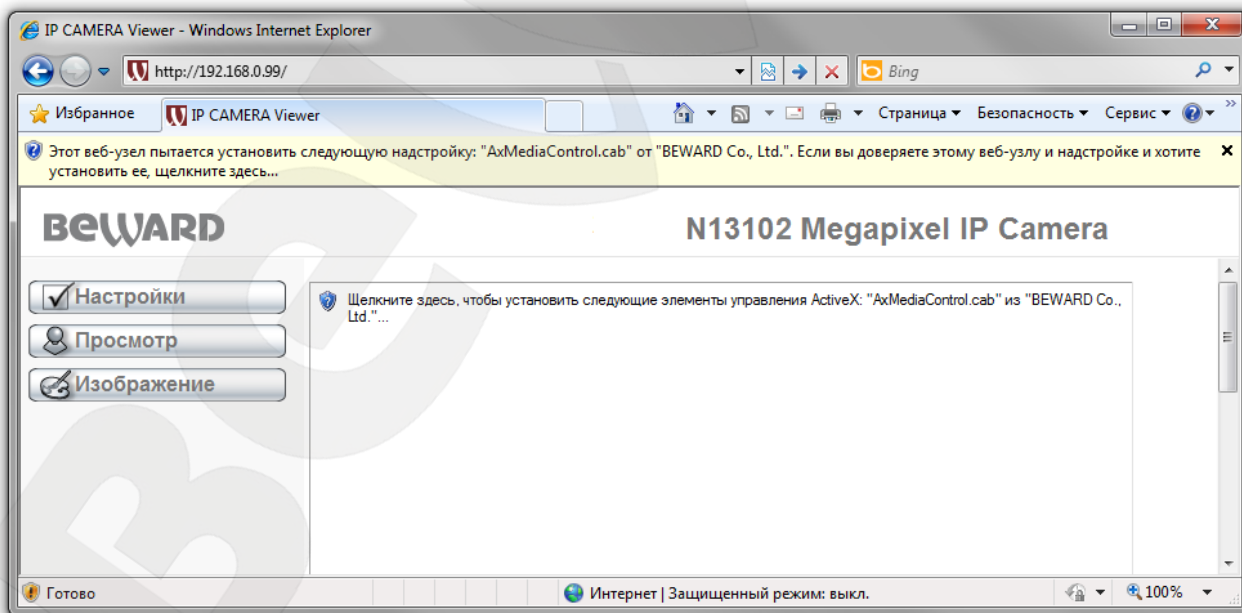 IP CAMERA Viewer - Windows Internet Explorer
http://192.168.0.99/
Bing
Избранное
IP CAMERA Viewer
Страница
Безопасность
Сервис
Этот веб-узел пытается установить следующую надстройку: "AxMediaControl.cab" от "BEWARD Co., Ltd.". Если вы доверяете этому веб-узлу и надстройке и хотите
установить ее, щелкните здесь...
BEWARD
N13102 Megapixel IP Camera
Настройки
Просмотр
Изображение
Щелкните здесь, чтобы установить следующие элементы управления ActiveX: "AxMediaControl.cab" из "BEWARD Co.,
Ltd."...
Готово
Интернет | Защищенный режим: выкл.
100%